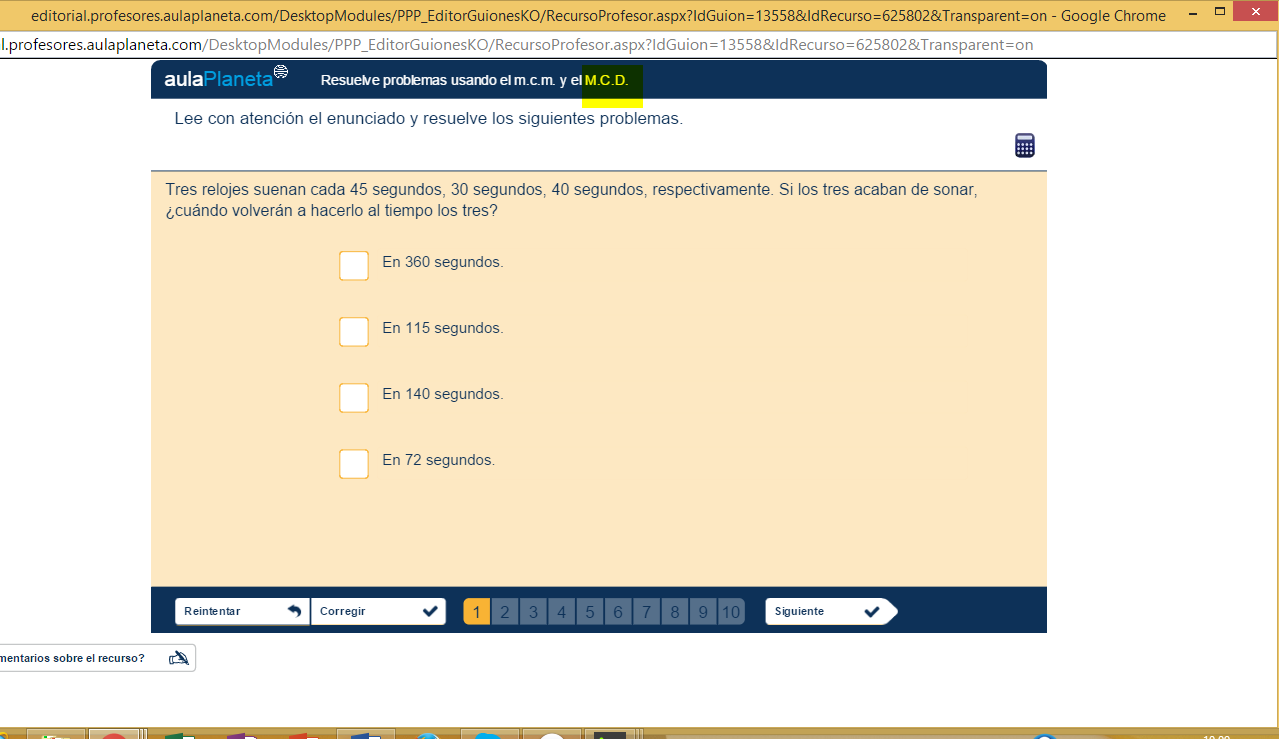 editorial.profesores.aulaplaneta.com/DesktopModules/PPP_EditorGuionesKO/RecursoProfesor.aspx?IdGuion=13558&IdRecurso=625802&Transparent=on - Google Chrome
l.profesores.aulaplaneta.com/DesktopModules/PPP_EditorGuionesKO/RecursoProfesor.aspx?IdGuion=13558&IdRecurso=625802&Transparent=on
aulaPlaneta Resuelve problemas usando el m.c.m. y el M.C.D.
Lee con atención el enunciado y resuelve los siguientes problemas.
Tres relojes suenan cada 45 segundos, 30 segundos, 40 segundos, respectivamente. Si los tres acaban de sonar,
¿cuándo volverán a hacerlo al tiempo los tres?
En 360 segundos.
En 115 segundos.
En 140 segundos.
En 72 segundos.
Reintentar Corregir 1 2 3 4 5 6 7 8 9 10 Siguiente
mentarios sobre el recurso?